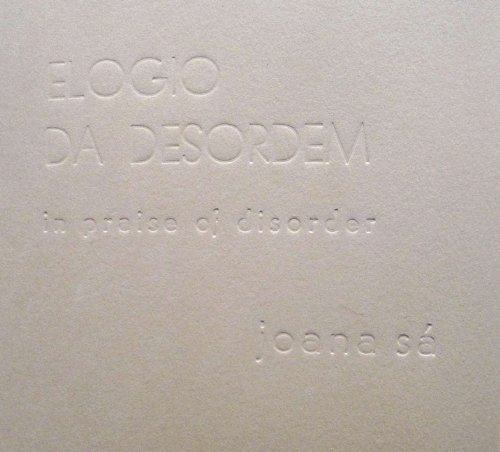 ELOGIO
DA DESORDEM
in praise of disorder
joana sá